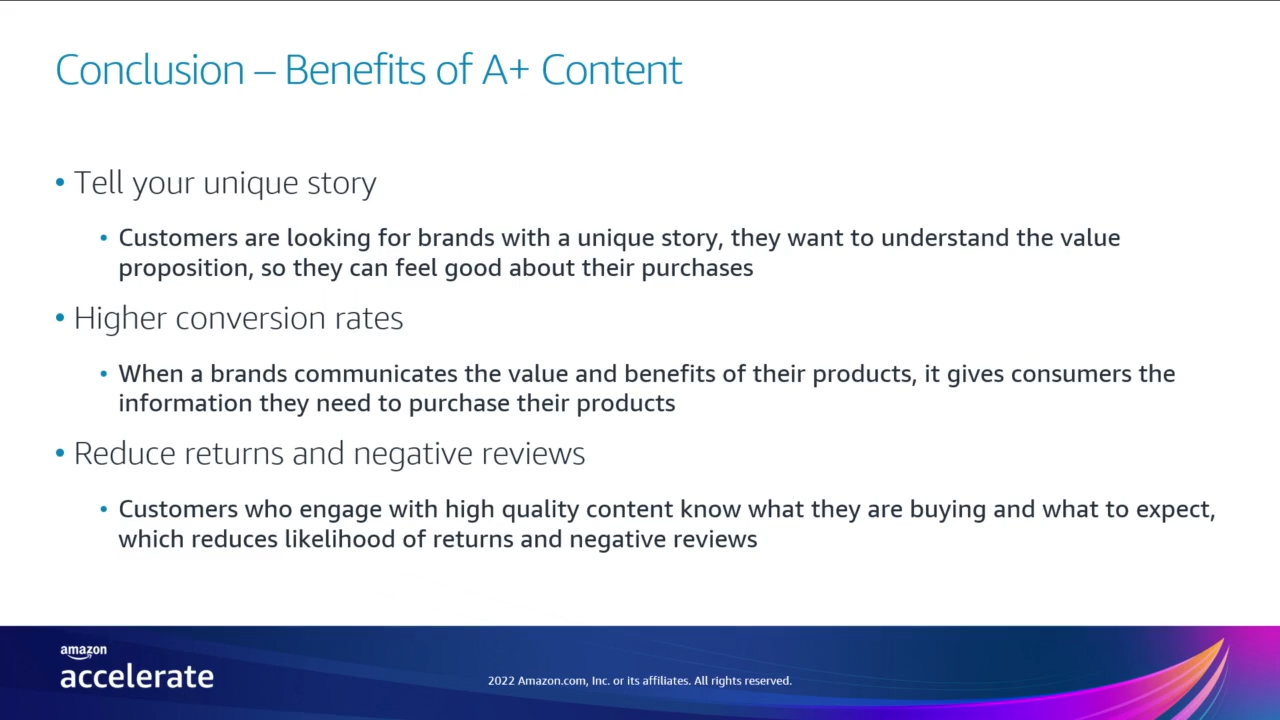 Conclusion – Benefits of A+ Content
• Tell your unique story
• Customers are looking for brands with a unique story, they want to understand the value
proposition, so they can feel good about their purchases
• Higher conversion rates
• When a brands communicates the value and benefits of their products, it gives consumers the
information they need to purchase their products
• Reduce returns and negative reviews
• Customers who engage with high quality content know what they are buying and what to expect,
which reduces likelihood of returns and negative reviews
amazon
accelerate
2022 Amazon.com, Inc. or its affiliates. All rights reserved.